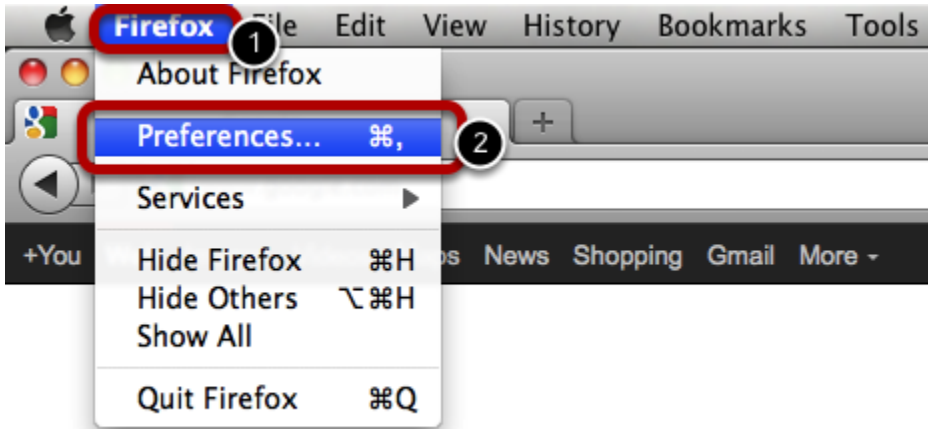 Firefox File Edit View History Bookmarks Tools
1
About Firefox
Preferences... ⌘,
2
+
Services
+You News Shopping Gmail More
Hide Firefox ⌘H
Hide Others ⌥⌘H
Show All
Quit Firefox ⌘Q